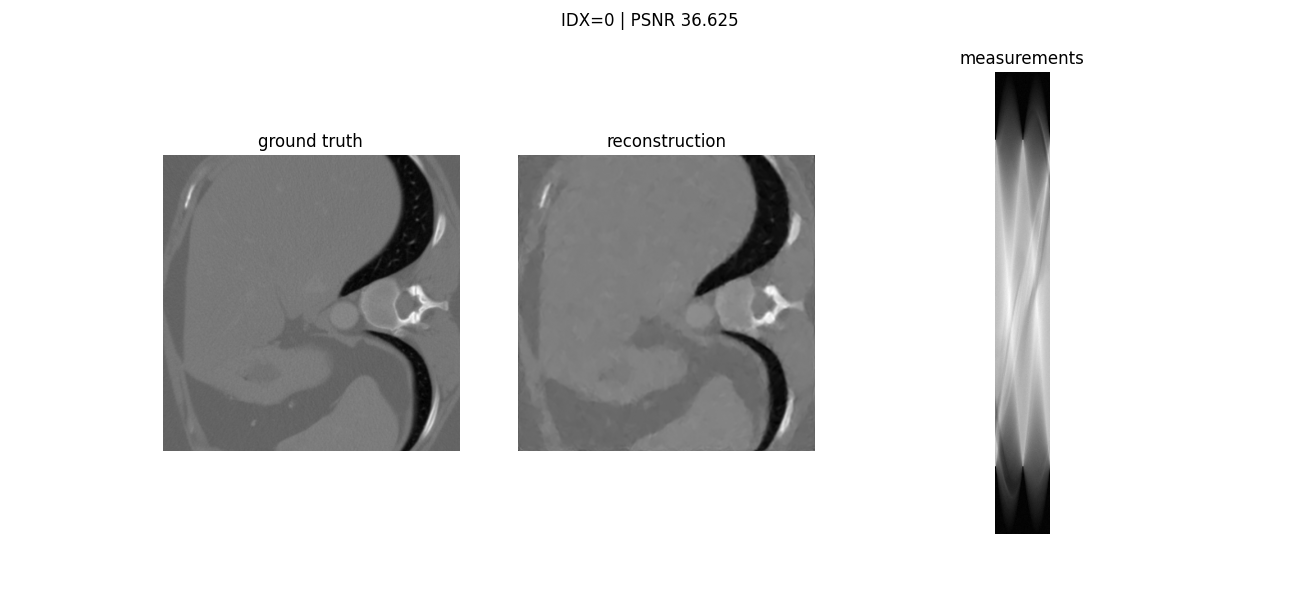 IDX=0 | PSNR 36.625
measurements
ground truth
reconstruction